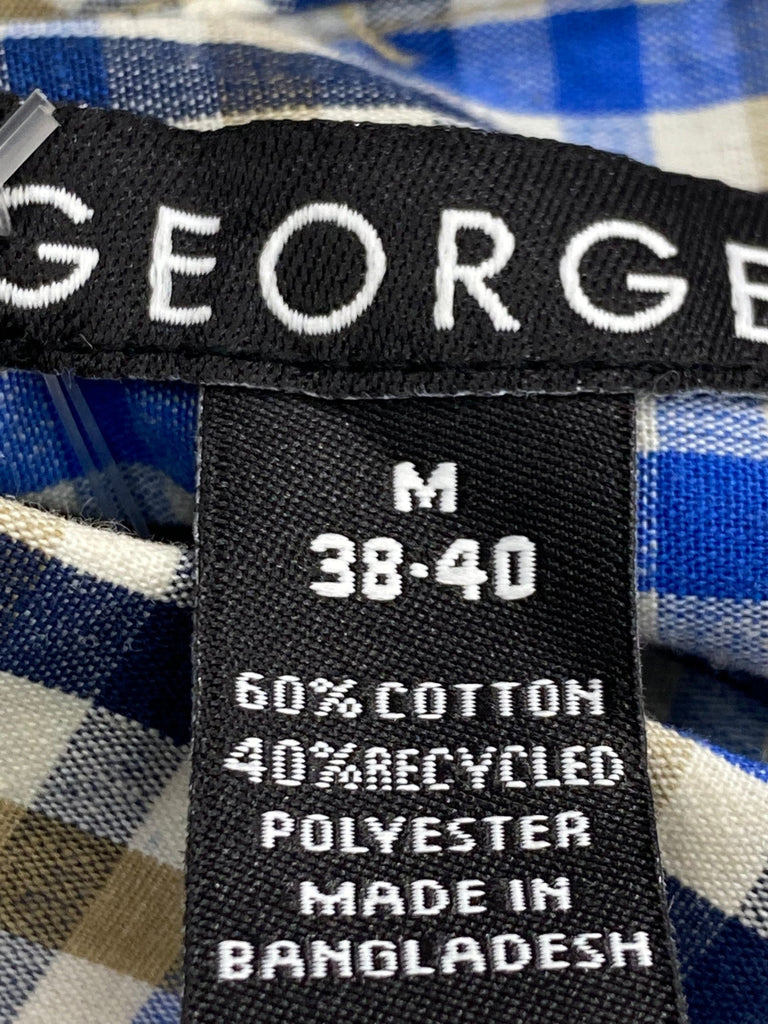 GEORGE
M
38-40
60% COTTON
40% RECYCLED
POLYESTER
MADE IN
BANGLADESH